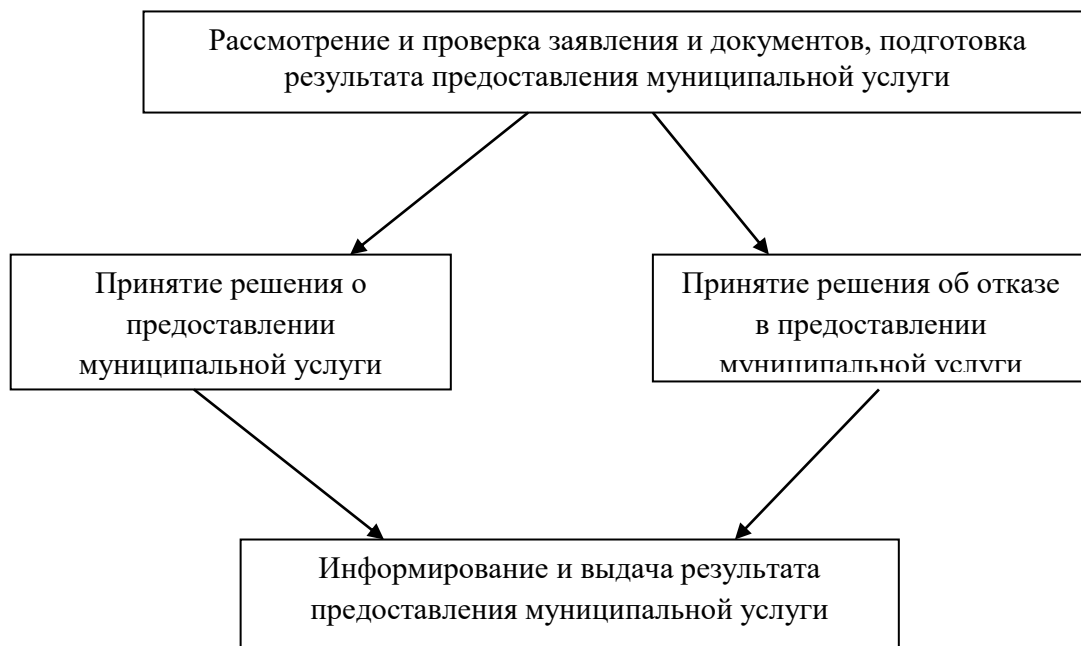 Рассмотрение и проверка заявления и документов, подготовка
результата предоставления муниципальной услуги
Принятие решения о
предоставлении
муниципальной услуги
Принятие решения об отказе
в предоставлении
муниципальной услуги
Информирование и выдача результата
предоставления муниципальной услуги